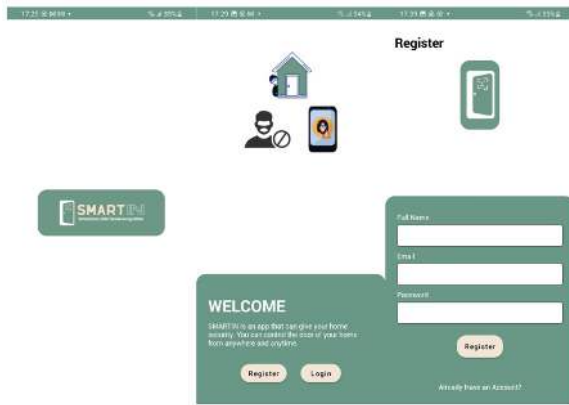 SMARTIN
WELCOME
SMARTIN is an app that can give your home
security. You can control the door of your home
from anywhere and anytime.
Register
Login
Register
Full Name
Email
Password
Register
Already have an Account?